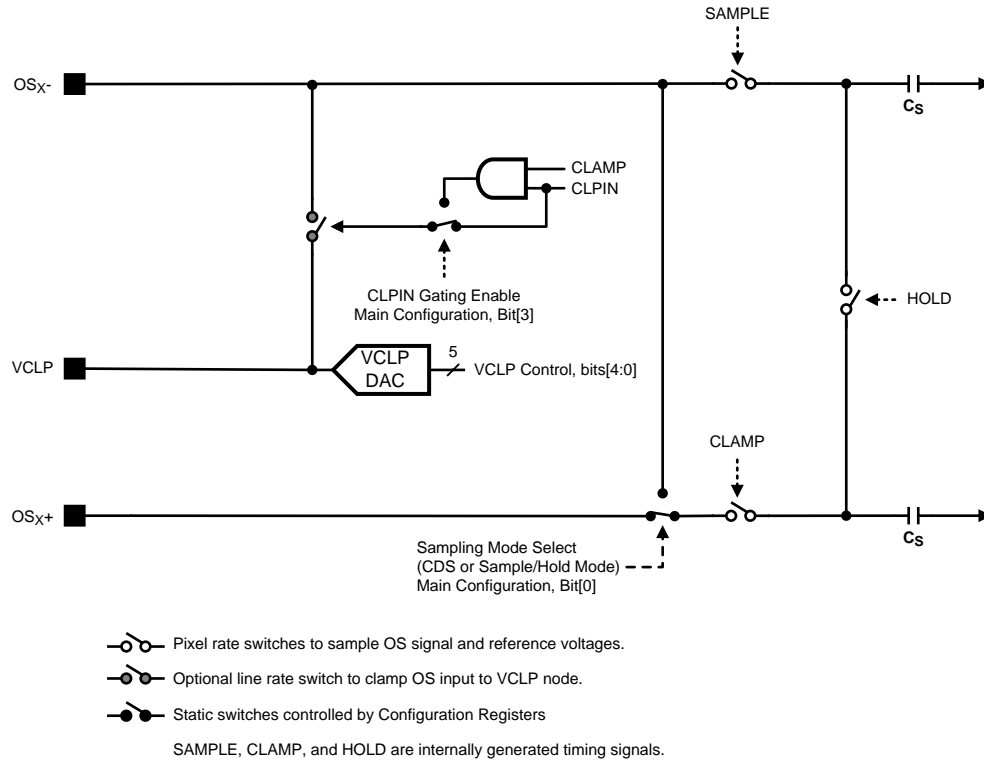 SAMPLE
OSX-
CS
CLAMP
CLPIN
CLPIN Gating Enable
Main Configuration, Bit[3]
HOLD
VCLP
VCLP
DAC
5
VCLP Control, bits[4:0]
CLAMP
OSX+
CS
Sampling Mode Select
(CDS or Sample/Hold Mode)
Main Configuration, Bit[0]
Pixel rate switches to sample OS signal and reference voltages.
Optional line rate switch to clamp OS input to VCLP node.
Static switches controlled by Configuration Registers
SAMPLE, CLAMP, and HOLD are internally generated timing signals.